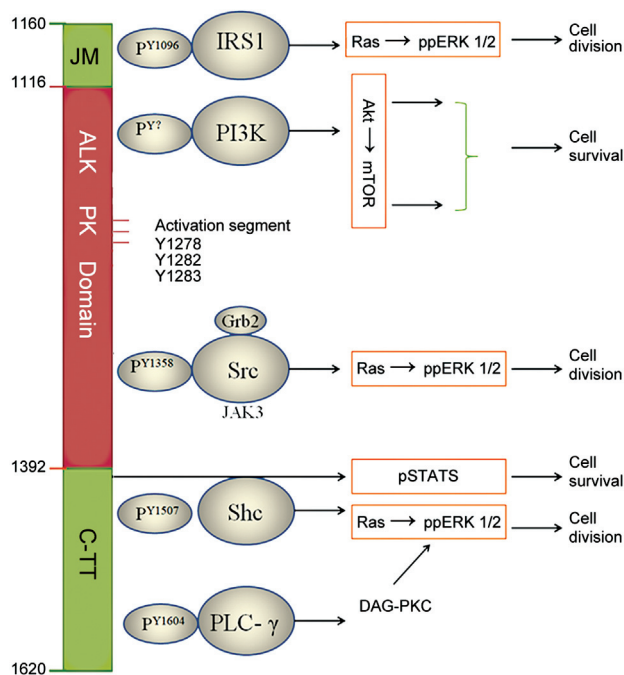 1160
JM
PY1096
IRS1
Ras → ppERK 1/2
Cell
division
1116
ALK PK Domain
PY?
PI3K
Akt → mTOR
Cell
survival
Activation segment
Y1278
Y1282
Y1283
Grb2
PY1358
Src
JAK3
Ras → ppERK 1/2
Cell
division
1392
pSTATS
Cell
survival
C-TT
PY1507
Shc
Ras → ppERK 1/2
Cell
division
DAG-PKC
PY1604
PLC- γ
1620